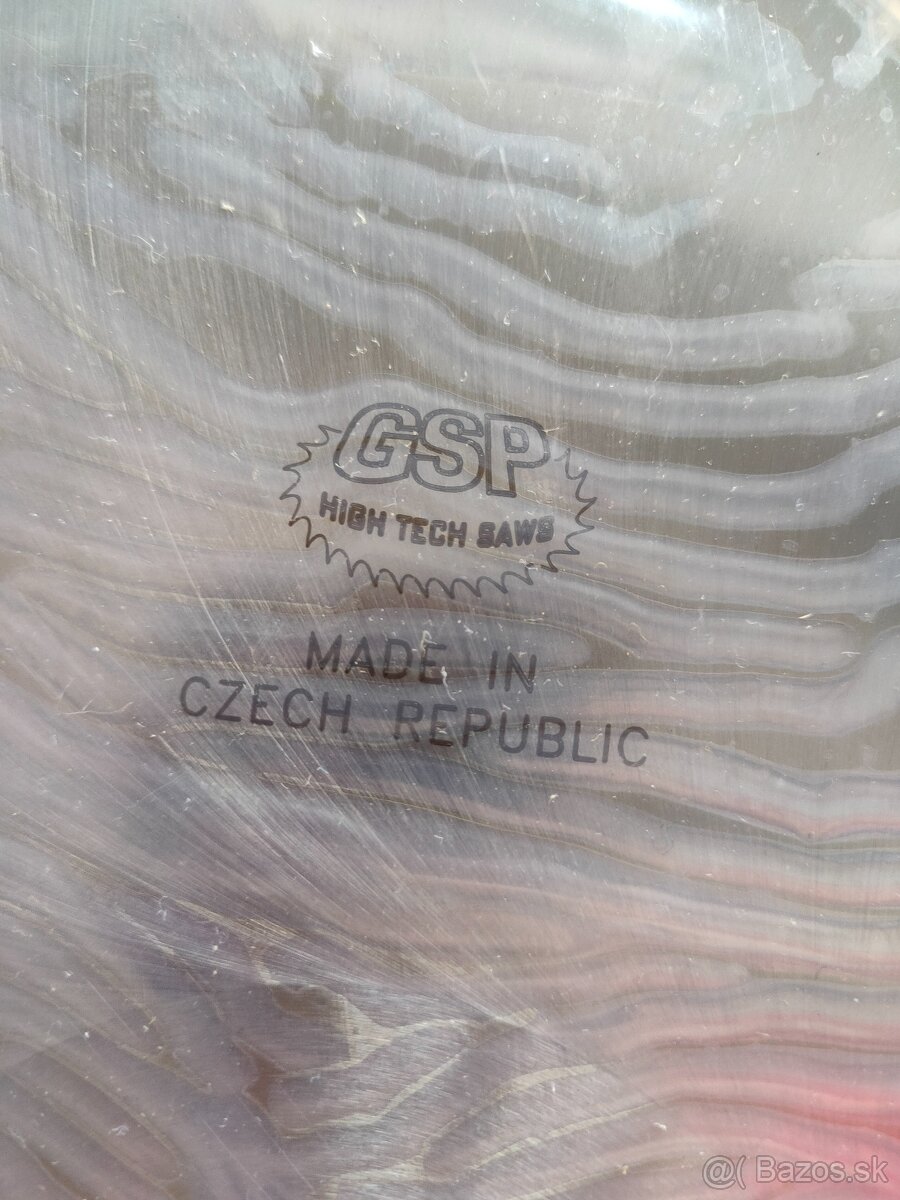 GSP
HIGH TECH SAWS
MADE IN
CZECH REPUBLIC
@( Bazos.sk